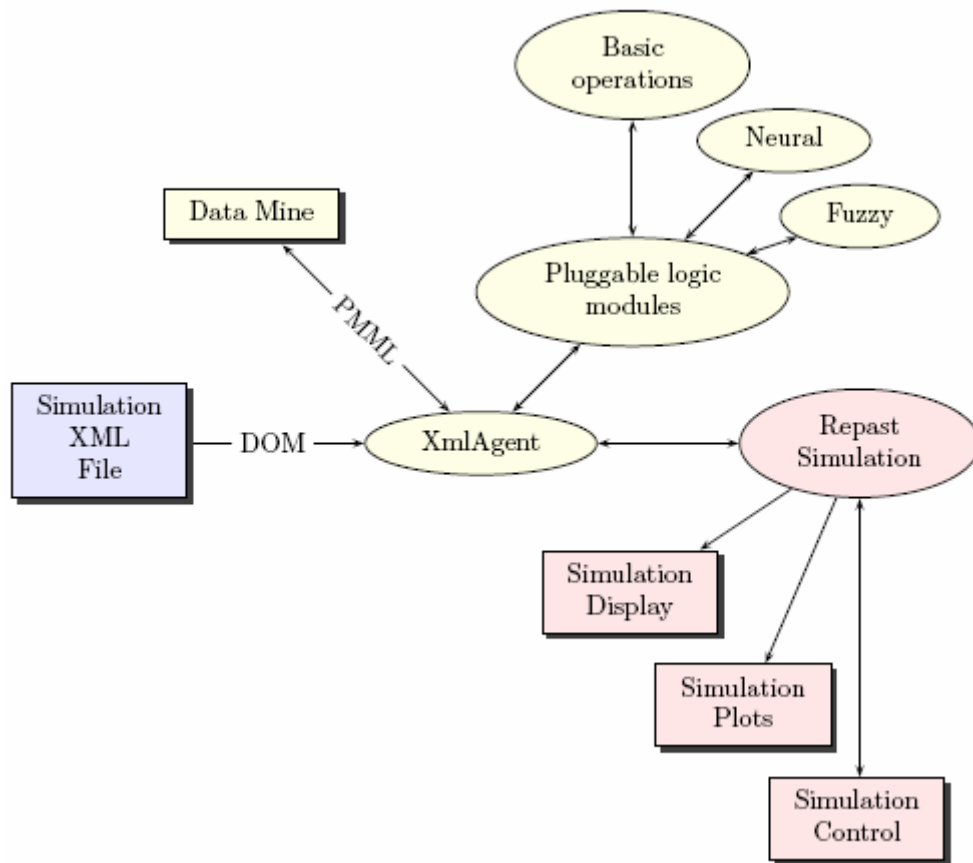 Basic
operations
Neural
Data Mine
Fuzzy
Pluggable logic
modules
PMML
Simulation
XML
File
DOM
XmlAgent
Repast
Simulation
Simulation
Display
Simulation
Plots
Simulation
Control